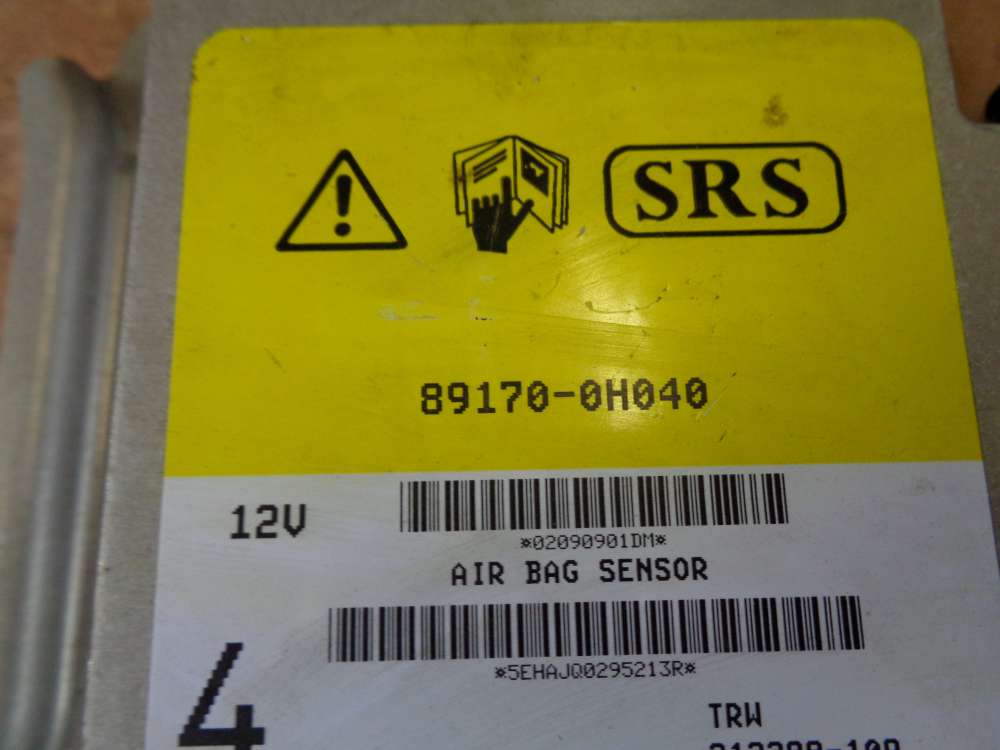 SRS
89170-0H040
12V
*02090901DM*
AIR BAG SENSOR
*5EHAJQ0295213R*
4
TRW